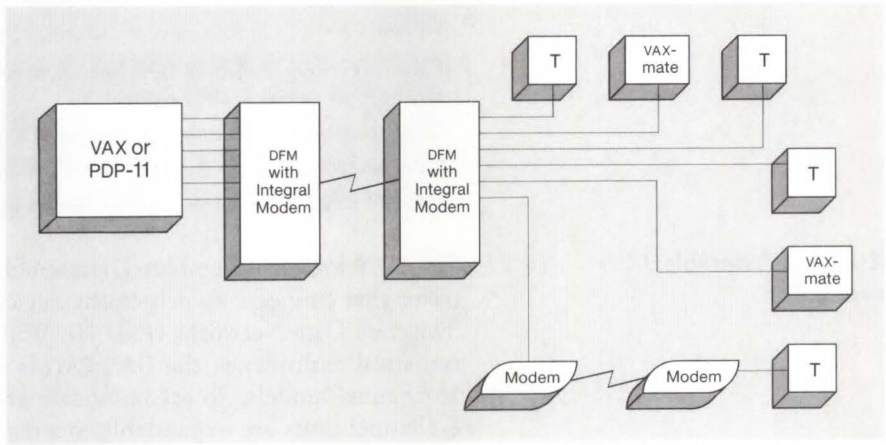 T
VAX-
mate
T
VAX or
PDP-11
DFM
with
Integral
Modem
DFM
with
Integral
Modem
T
VAX-
mate
Modem
Modem
T